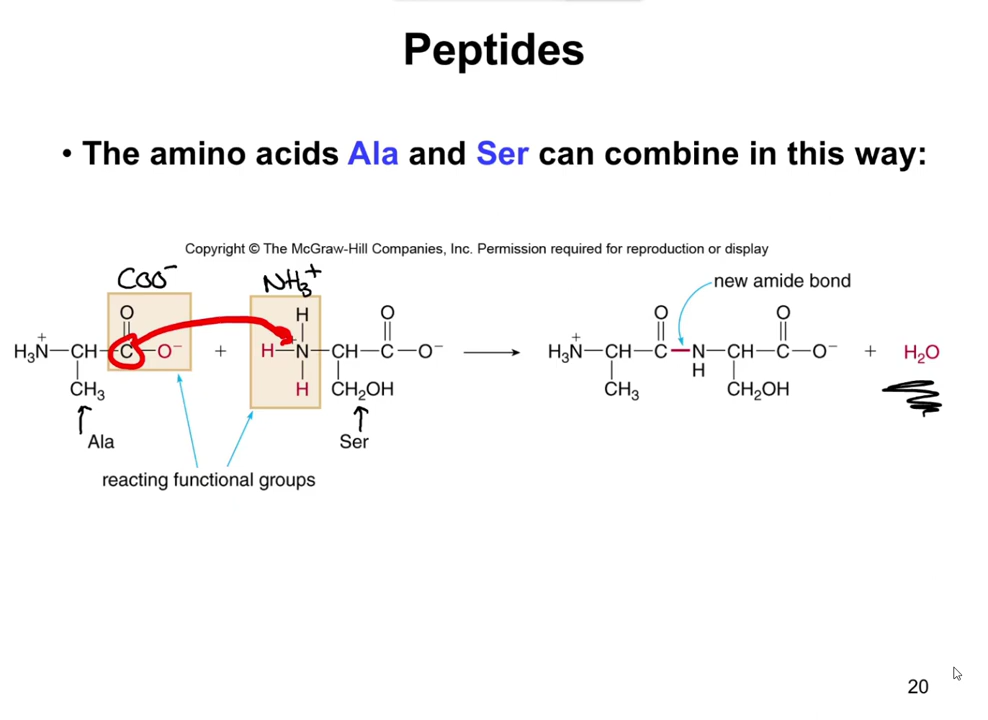 Peptides
• The amino acids Ala and Ser can combine in this way:
Copyright © The McGraw-Hill Companies, Inc. Permission required for reproduction or display
COO⁻ NH₃⁺ new amide bond
O H O O O
H₃N⁺—CH—C—O⁻ + H—N⁺—CH—C—O⁻ → H₃N⁺—CH—C—N—CH—C—O⁻ + H₂O
H
CH₃ H CH₂OH CH₃ CH₂OH
Ala Ser
reacting functional groups
20